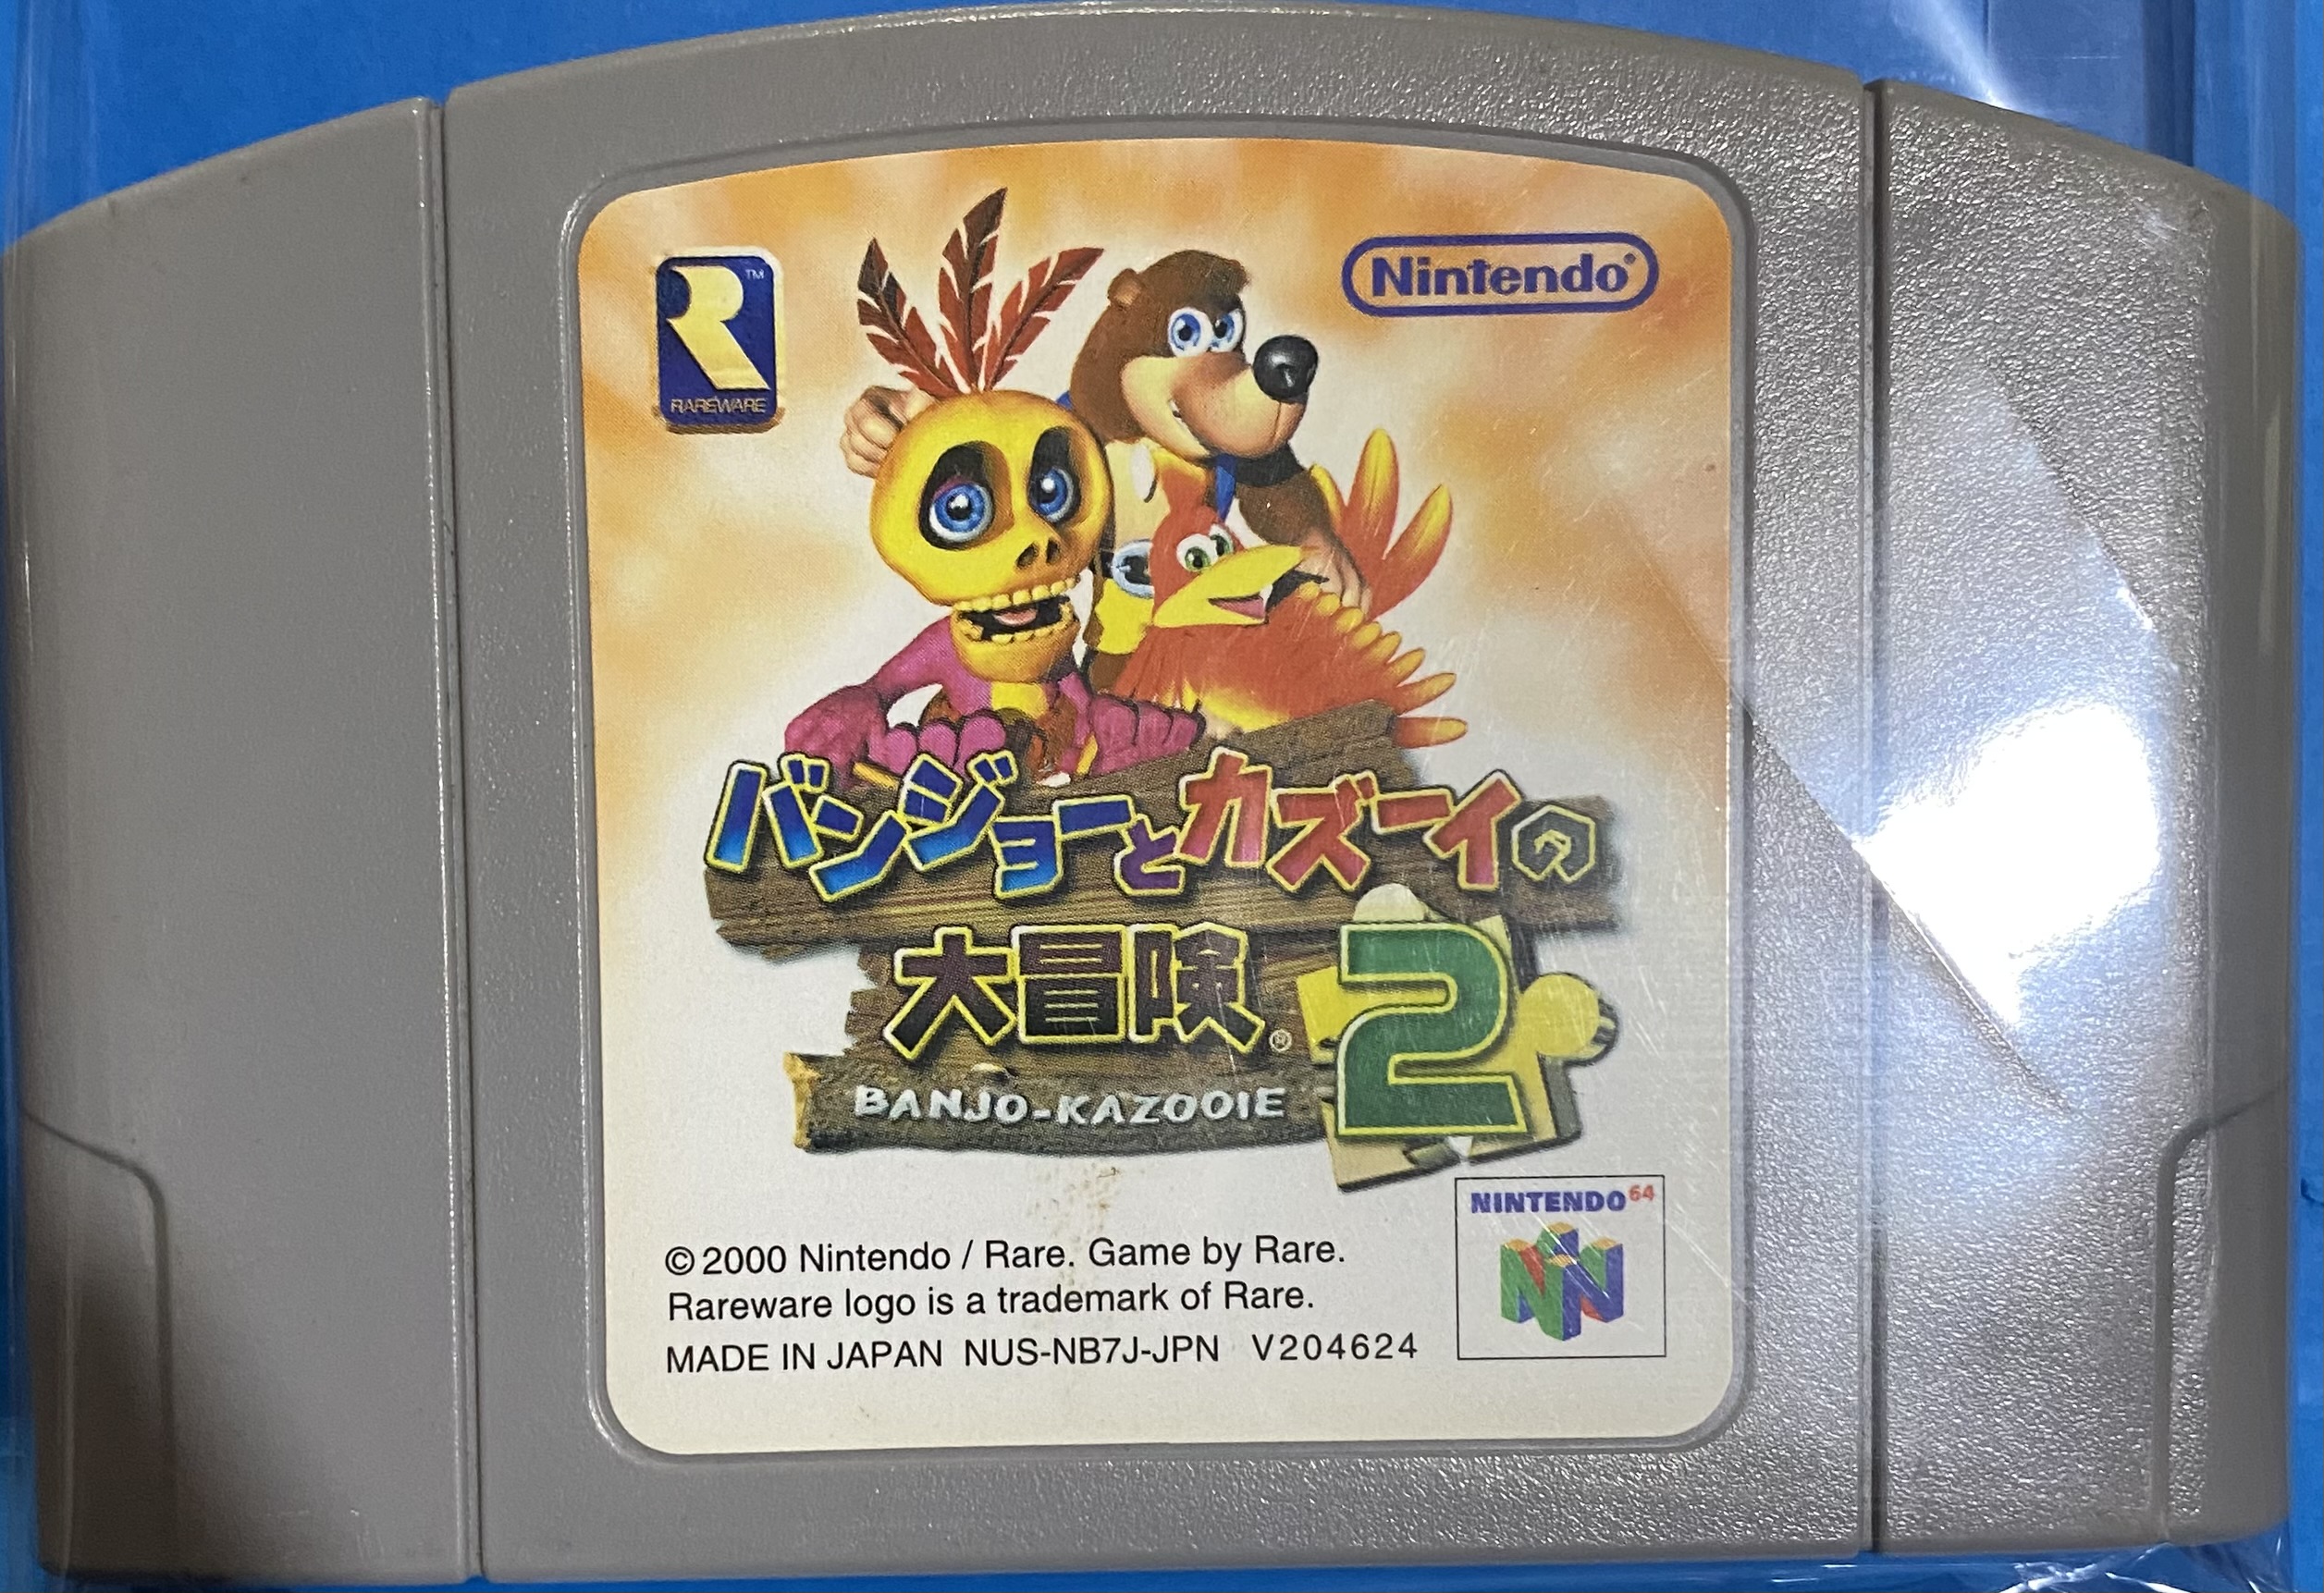 R™
RAREWARE
Nintendo®
バンジョーとカズーイの
大冒険®2
BANJO-KAZOOIE
NINTENDO64
©2000 Nintendo / Rare. Game by Rare.
Rareware logo is a trademark of Rare.
MADE IN JAPAN NUS-NB7J-JPN V204624